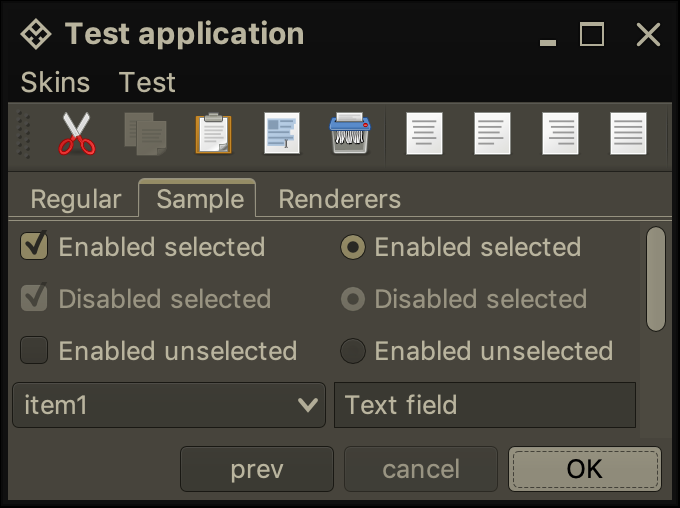 Test application
Skins Test
Regular Sample Renderers
Enabled selected Enabled selected
Disabled selected Disabled selected
Enabled unselected Enabled unselected
item1 Text field
prev cancel OK